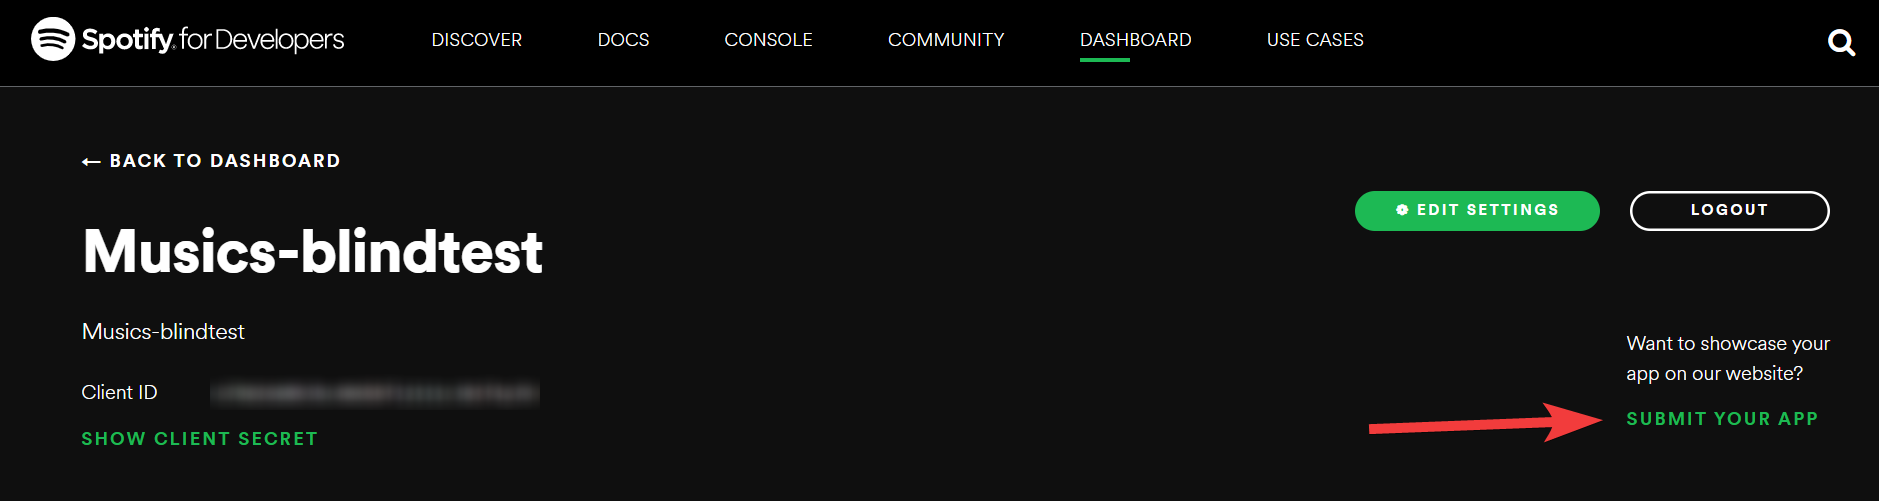 Spotify for Developers DISCOVER DOCS CONSOLE COMMUNITY DASHBOARD USE CASES
← BACK TO DASHBOARD
EDIT SETTINGS LOGOUT
Musics-blindtest
Musics-blindtest
Want to showcase your
app on our website?
Client ID
SUBMIT YOUR APP
SHOW CLIENT SECRET